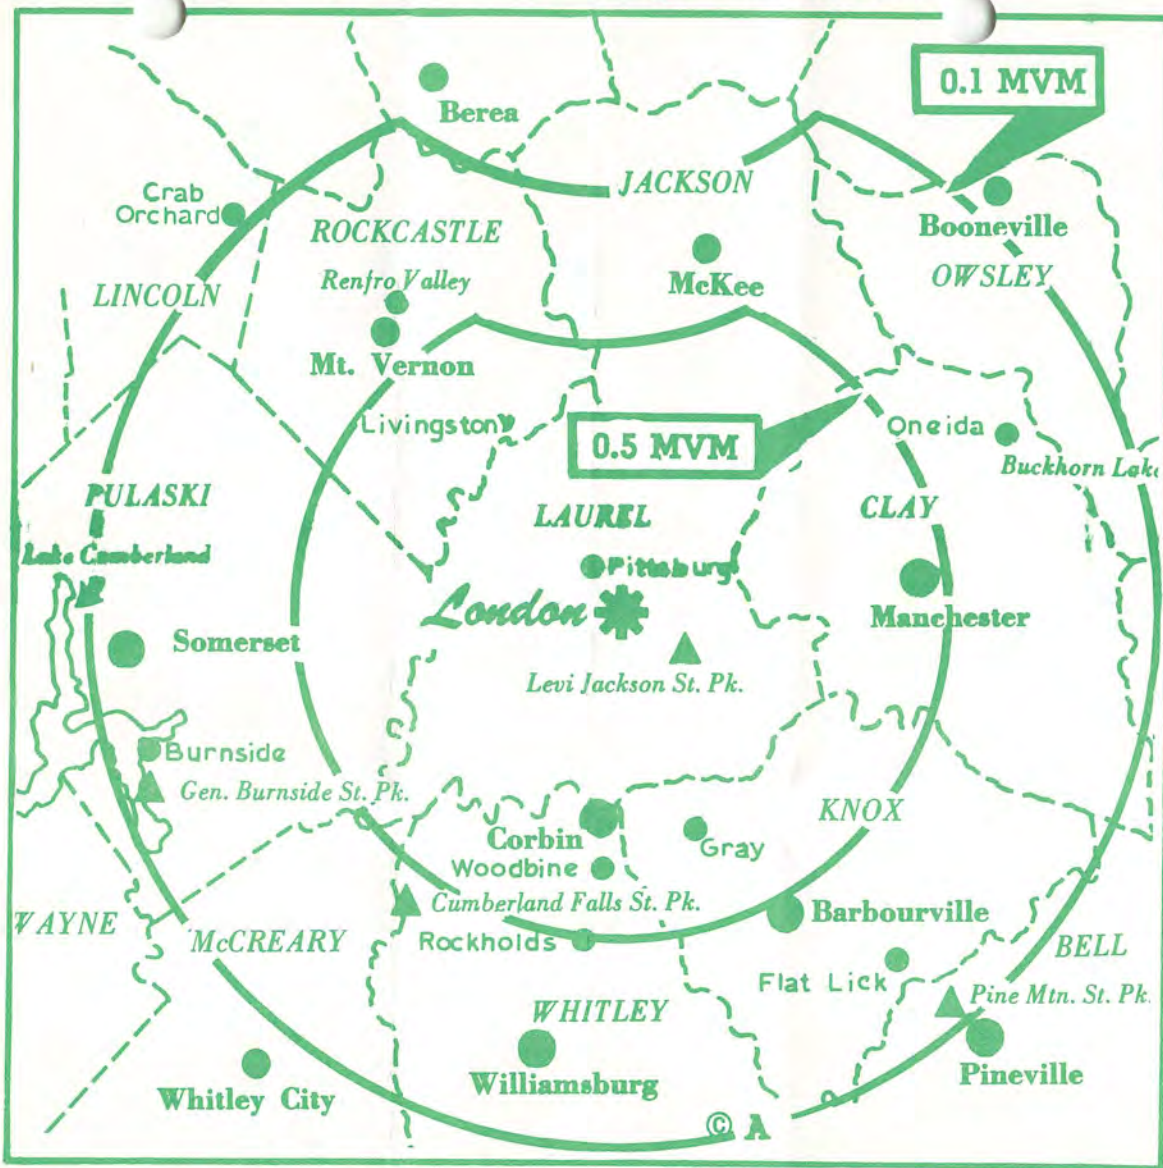 0.1 MVM
Berea
JACKSON
Crab
Orchard
Booneville
ROCKCASTLE
Renfro Valley
McKee
OWSLEY
LINCOLN
Mt. Vernon
Livingston
0.5 MVM
Oneida
Buckhorn Lake
PULASKI
CLAY
LAUREL
Lake Cumberland
Pittsburg
London
Manchester
Somerset
Levi Jackson St. Pk.
Burnside
Gen. Burnside St. Pk.
KNOX
Corbin
Gray
Woodbine
Cumberland Falls St. Pk.
Barbourville
WAYNE
McCREARY
Rockholds
BELL
Flat Lick
Pine Mtn. St. Pk.
WHITLEY
Williamsburg
Pineville
Whitley City
© A